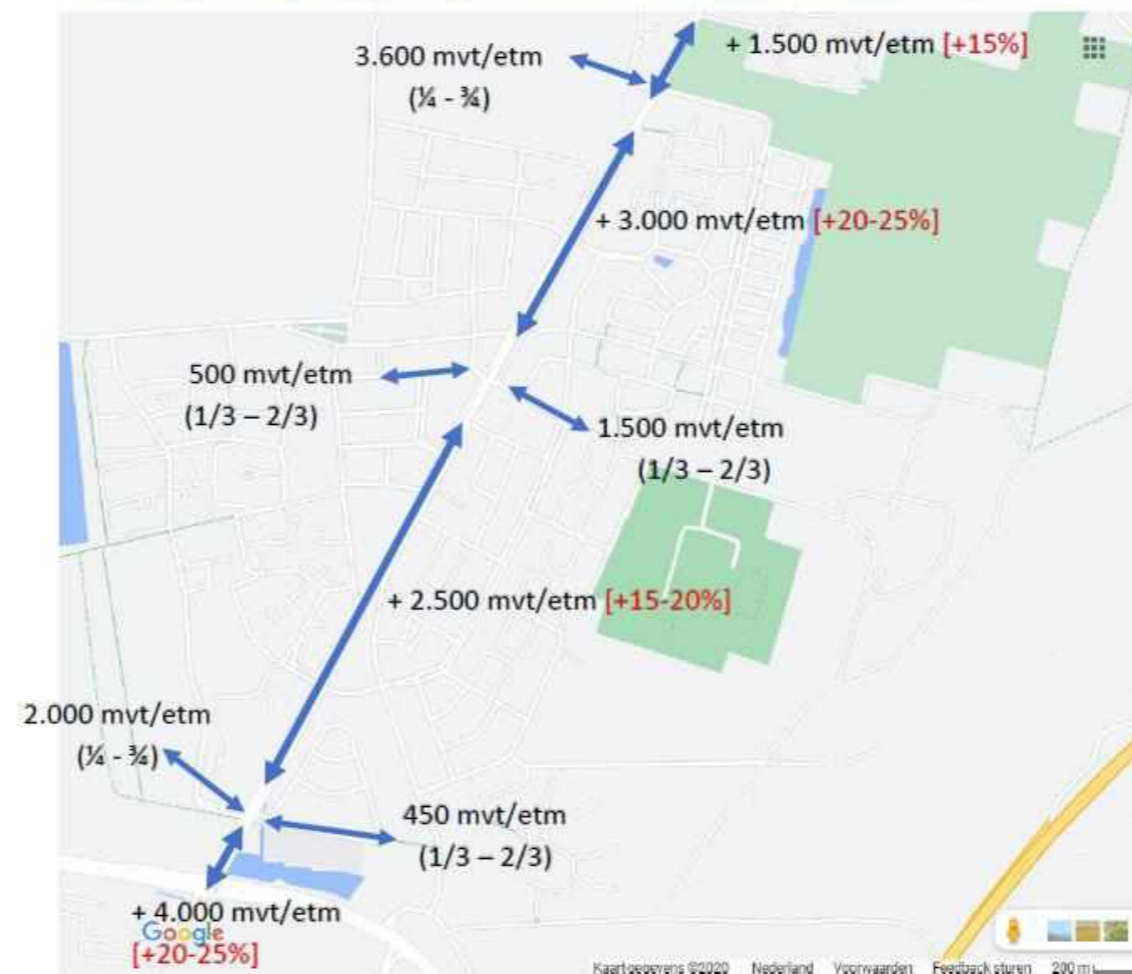 3.600 mvt/etm
(¼ - ¾)
+ 1.500 mvt/etm [+15%]
+ 3.000 mvt/etm [+20-25%]
500 mvt/etm
(1/3 – 2/3)
1.500 mvt/etm
(1/3 – 2/3)
+ 2.500 mvt/etm [+15-20%]
2.000 mvt/etm
(¼ - ¾)
450 mvt/etm
(1/3 – 2/3)
+ 4.000 mvt/etm
Google
[+20-25%]
Kaartgegevens ©2020 Nederland Voorwaarden Feedback sturen 200 m